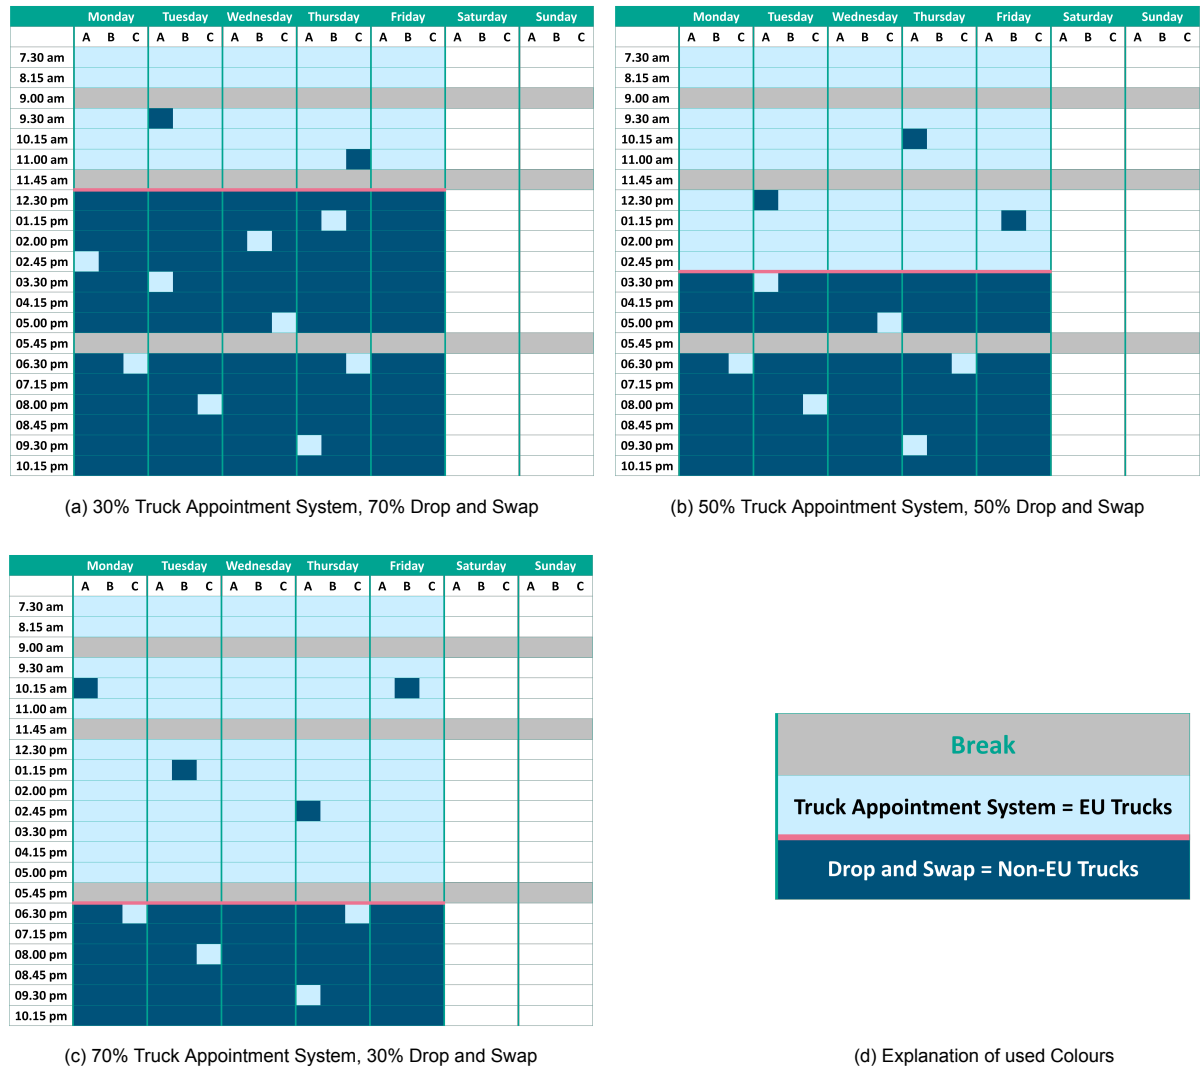 Monday Tuesday Wednesday Thursday Friday Saturday Sunday
A B C A B C A B C A B C A B C A B C A B C
7.30 am
8.15 am
9.00 am
9.30 am
10.15 am
11.00 am
11.45 am
12.30 pm
01.15 pm
02.00 pm
02.45 pm
03.30 pm
04.15 pm
05.00 pm
05.45 pm
06.30 pm
07.15 pm
08.00 pm
08.45 pm
09.30 pm
10.15 pm
(a) 30% Truck Appointment System, 70% Drop and Swap
Monday Tuesday Wednesday Thursday Friday Saturday Sunday
A B C A B C A B C A B C A B C A B C A B C
7.30 am
8.15 am
9.00 am
9.30 am
10.15 am
11.00 am
11.45 am
12.30 pm
01.15 pm
02.00 pm
02.45 pm
03.30 pm
04.15 pm
05.00 pm
05.45 pm
06.30 pm
07.15 pm
08.00 pm
08.45 pm
09.30 pm
10.15 pm
(b) 50% Truck Appointment System, 50% Drop and Swap
Monday Tuesday Wednesday Thursday Friday Saturday Sunday
A B C A B C A B C A B C A B C A B C A B C
7.30 am
8.15 am
9.00 am
9.30 am
10.15 am
11.00 am
11.45 am
12.30 pm
01.15 pm
02.00 pm
02.45 pm
03.30 pm
04.15 pm
05.00 pm
05.45 pm
06.30 pm
07.15 pm
08.00 pm
08.45 pm
09.30 pm
10.15 pm
(c) 70% Truck Appointment System, 30% Drop and Swap
Break
Truck Appointment System = EU Trucks
Drop and Swap = Non-EU Trucks
(d) Explanation of used Colours